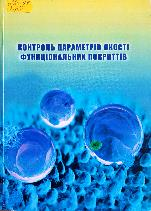 КОНТРОЛЬ ПАРАМЕТРІВ ЯКОСТІ
ФУНКЦІОНАЛЬНИХ ПОКРИТТІВ